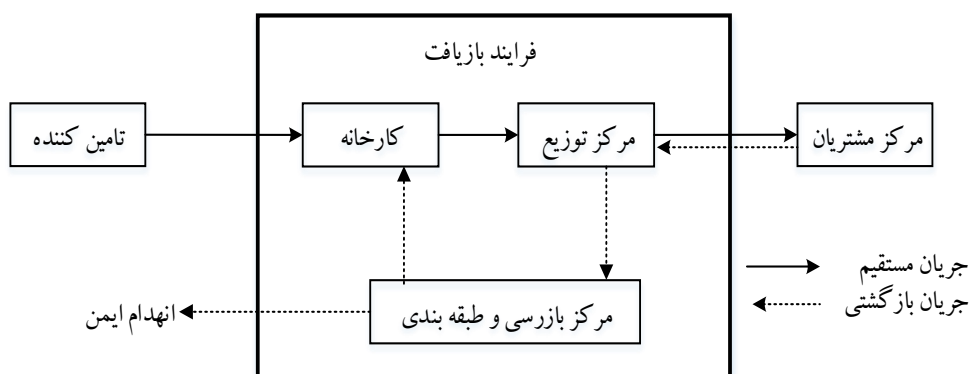 فرایند بازیافت
مرکز مشتریان
مرکز توزیع
کارخانه
تامین کننده
جریان مستقیم
جریان بازگشتی
مرکز بازرسی و طبقه بندی
انهدام ایمن